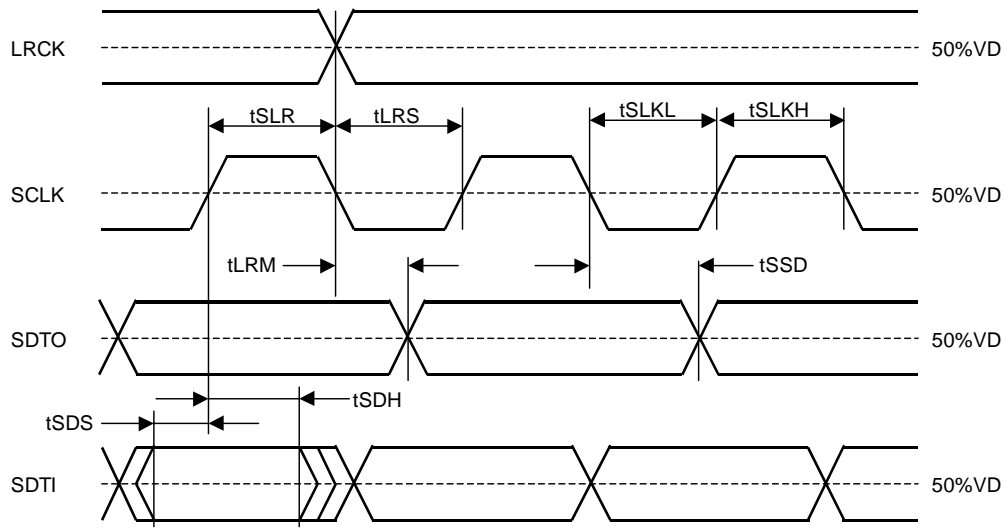 LRCK
50%VD
tSLR
tLRS
tSLKL
tSLKH
SCLK
50%VD
tLRM
tSSD
SDTO
50%VD
tSDH
tSDS
SDTI
50%VD